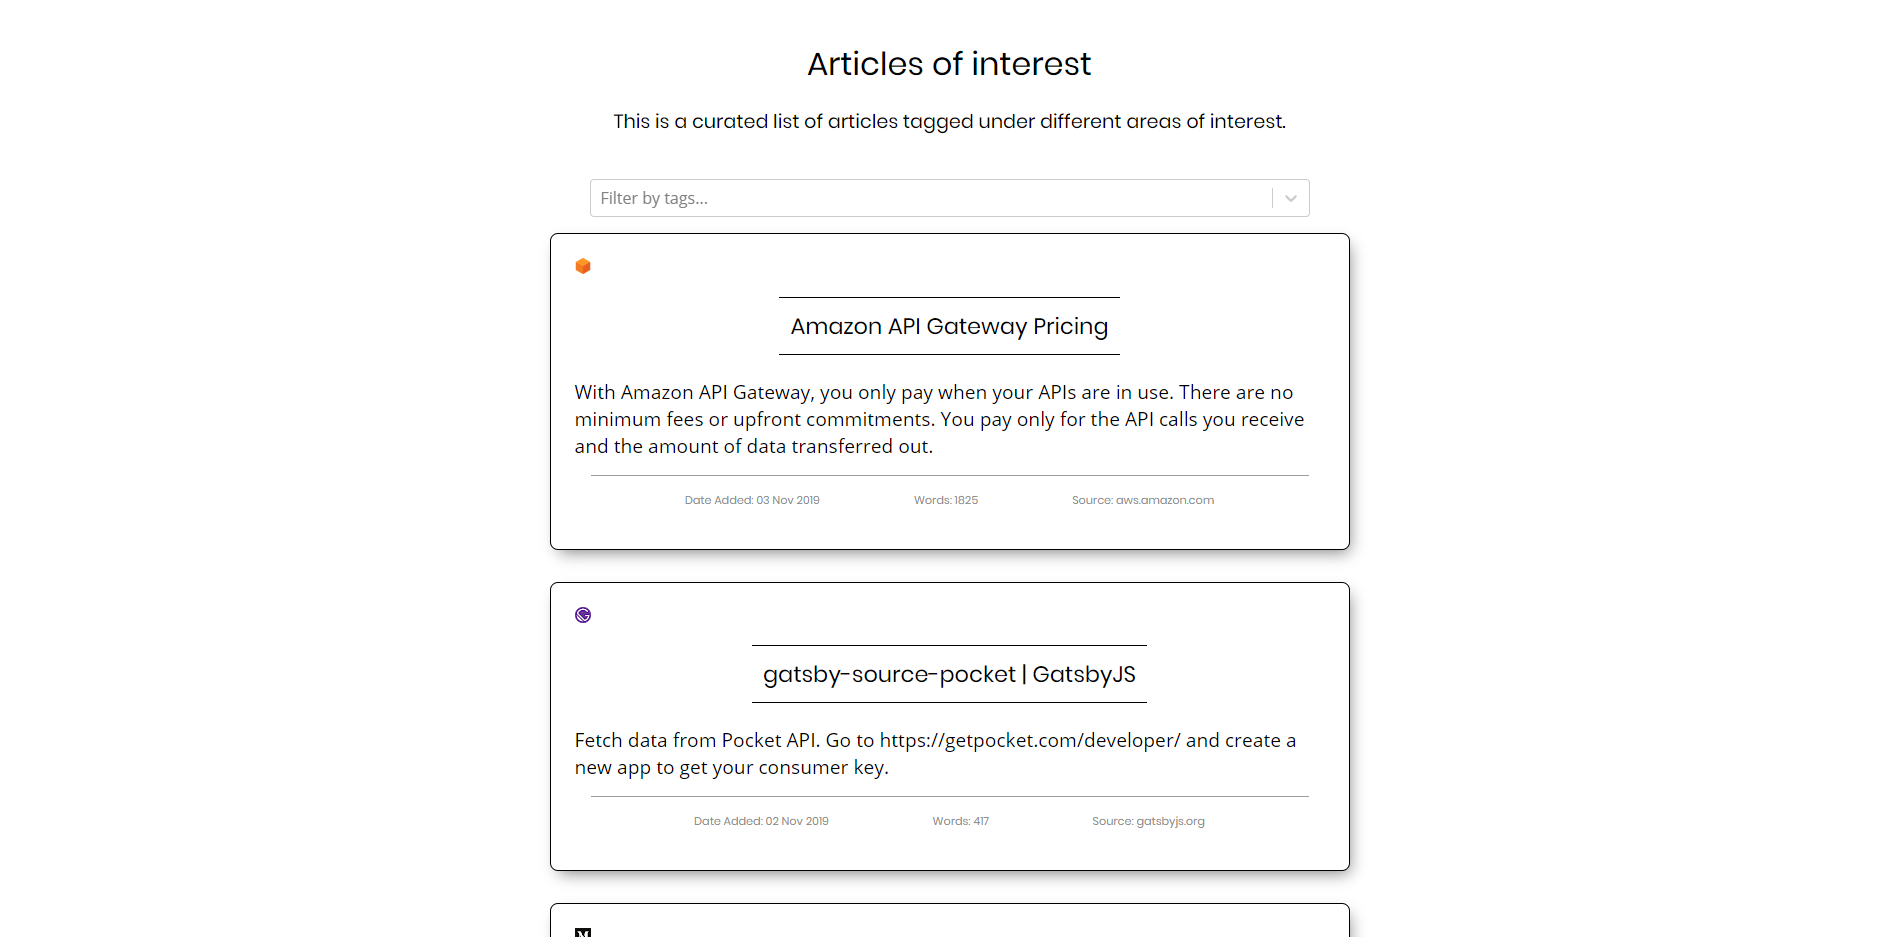 Articles of interest
This is a curated list of articles tagged under different areas of interest.
Filter by tags...
Amazon API Gateway Pricing
With Amazon API Gateway, you only pay when your APIs are in use. There are no
minimum fees or upfront commitments. You pay only for the API calls you receive
and the amount of data transferred out.
Date Added: 03 Nov 2019 Words: 1825 Source: aws.amazon.com
gatsby-source-pocket | GatsbyJS
Fetch data from Pocket API. Go to https://getpocket.com/developer/ and create a
new app to get your consumer key.
Date Added: 02 Nov 2019 Words: 417 Source: gatsbyjs.org